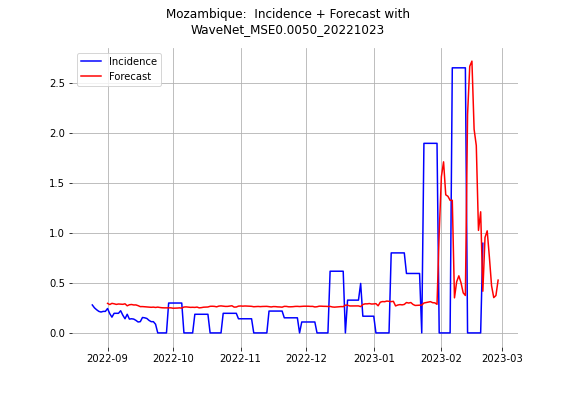 Mozambique:  Incidence + Forecast with
WaveNet_MSE0.0050_20221023
Incidence
Forecast
2.5
2.0
1.5
1.0
0.5
0.0
2022-09 2022-10 2022-11 2022-12 2023-01 2023-02 2023-03